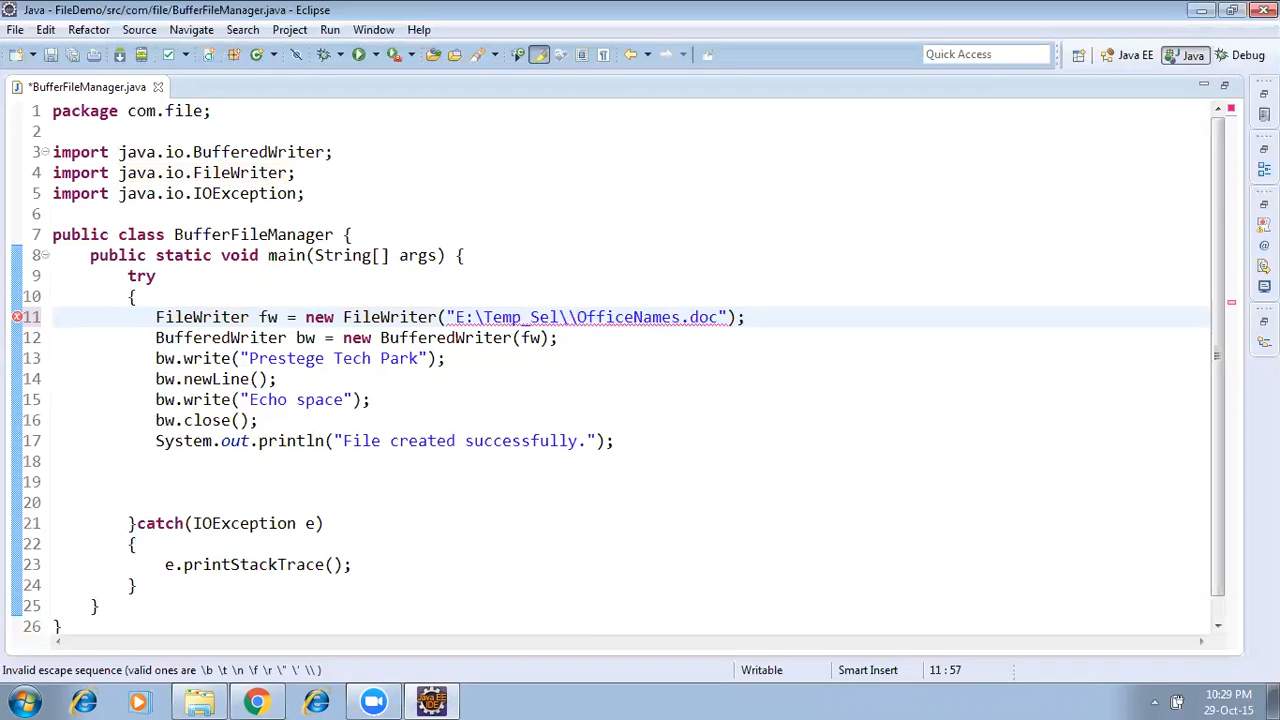 Java - FileDemo/src/com/file/BufferFileManager.java - Eclipse
File Edit Refactor Source Navigate Search Project Run Window Help
Quick Access Java EE Java Debug
*BufferFileManager.java
1 package com.file;
2
3 import java.io.BufferedWriter;
4 import java.io.FileWriter;
5 import java.io.IOException;
6
7 public class BufferFileManager {
8 public static void main(String[] args) {
9 try
10 {
11 FileWriter fw = new FileWriter("E:\Temp_Sel\\OfficeNames.doc");
12 BufferedWriter bw = new BufferedWriter(fw);
13 bw.write("Prestege Tech Park");
14 bw.newLine();
15 bw.write("Echo space");
16 bw.close();
17 System.out.println("File created successfully.");
18
19
20
21 }catch(IOException e)
22 {
23 e.printStackTrace();
24 }
25 }
26 }
Invalid escape sequence (valid ones are \b \t \n \f \r \" \' \\ ) Writable Smart Insert 11 : 57
Java EE
IDE
10:29 PM
29-Oct-15